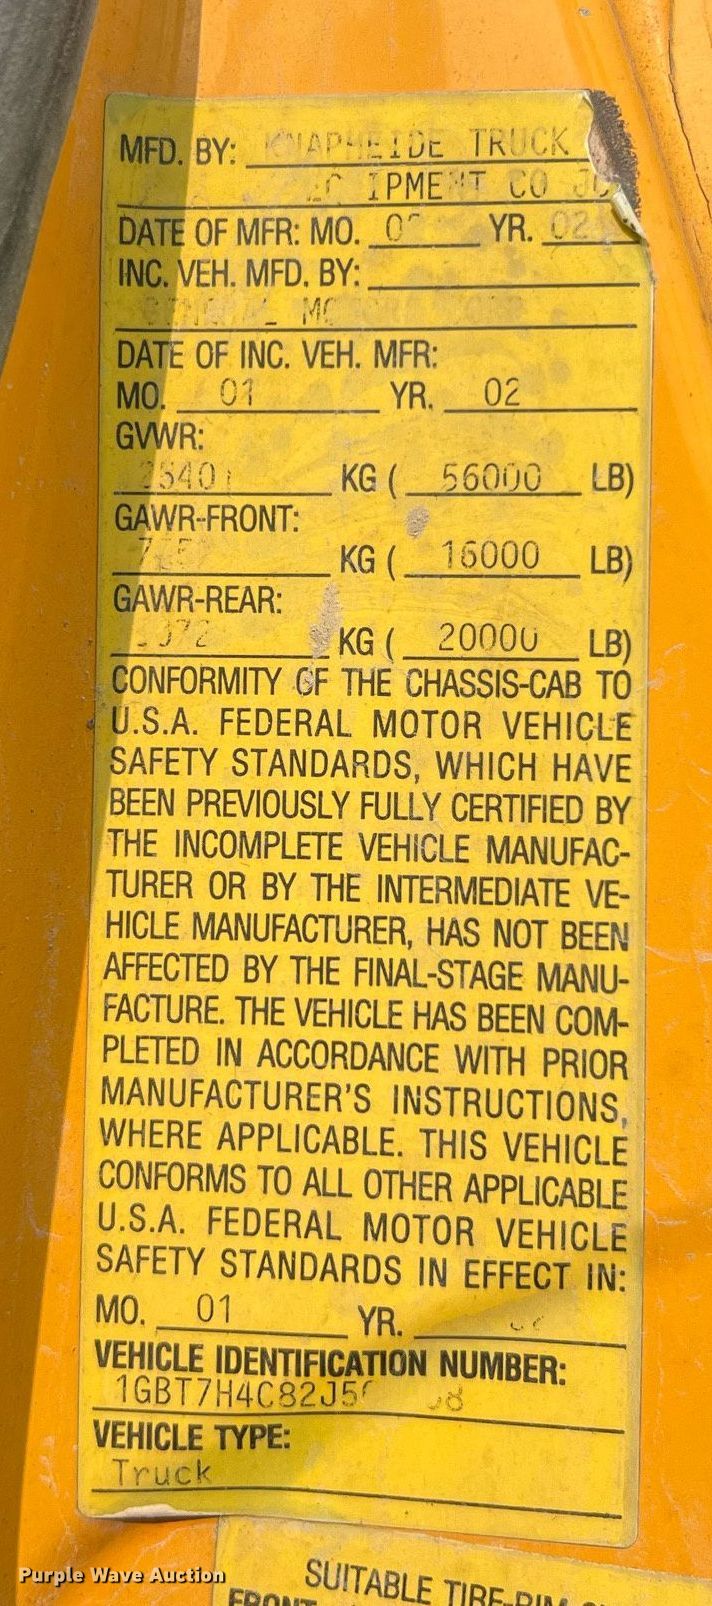 MFD. BY: KNAPHEIDE TRUCK
CO
DATE OF MFR: MO. YR. 02
INC. VEH. MFD. BY:
DATE OF INC. VEH. MFR:
MO. 01 YR. 02
GVWR:
KG ( 56000 LB)
GAWR-FRONT:
KG ( 16000 LB)
GAWR-REAR:
KG ( 20000 LB)
CONFORMITY OF THE CHASSIS-CAB TO
U.S.A. FEDERAL MOTOR VEHICLE
SAFETY STANDARDS, WHICH HAVE
BEEN PREVIOUSLY FULLY CERTIFIED BY
THE INCOMPLETE VEHICLE MANUFAC-
TURER OR BY THE INTERMEDIATE VE-
HICLE MANUFACTURER, HAS NOT BEEN
AFFECTED BY THE FINAL-STAGE MANU-
FACTURE. THE VEHICLE HAS BEEN COM-
PLETED IN ACCORDANCE WITH PRIOR
MANUFACTURER'S INSTRUCTIONS,
WHERE APPLICABLE. THIS VEHICLE
CONFORMS TO ALL OTHER APPLICABLE
U.S.A. FEDERAL MOTOR VEHICLE
SAFETY STANDARDS IN EFFECT IN:
MO. 01 YR.
VEHICLE IDENTIFICATION NUMBER:
VEHICLE TYPE:
Truck
Purple Wave Auction
SUITABLE